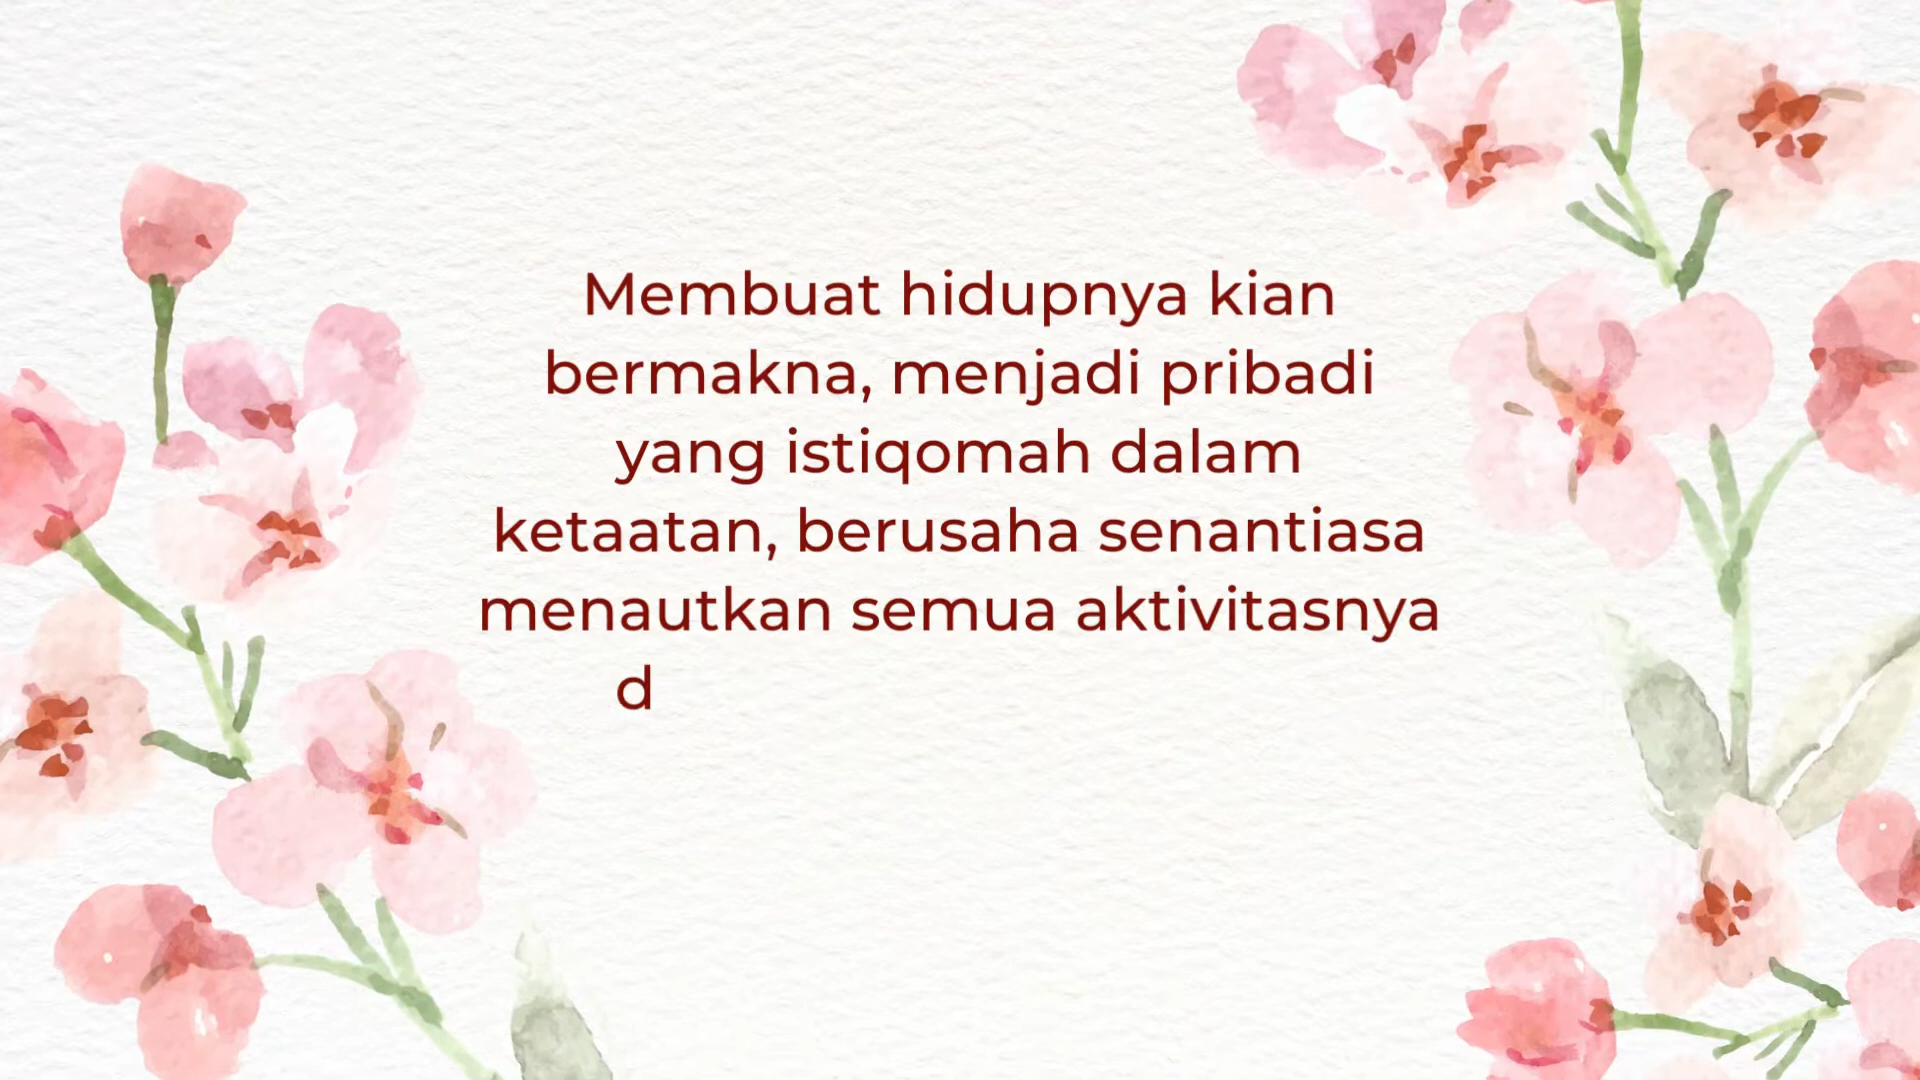 Membuat hidupnya kian
bermakna, menjadi pribadi
yang istiqomah dalam
ketaatan, berusaha senantiasa
menautkan semua aktivitasnya
d